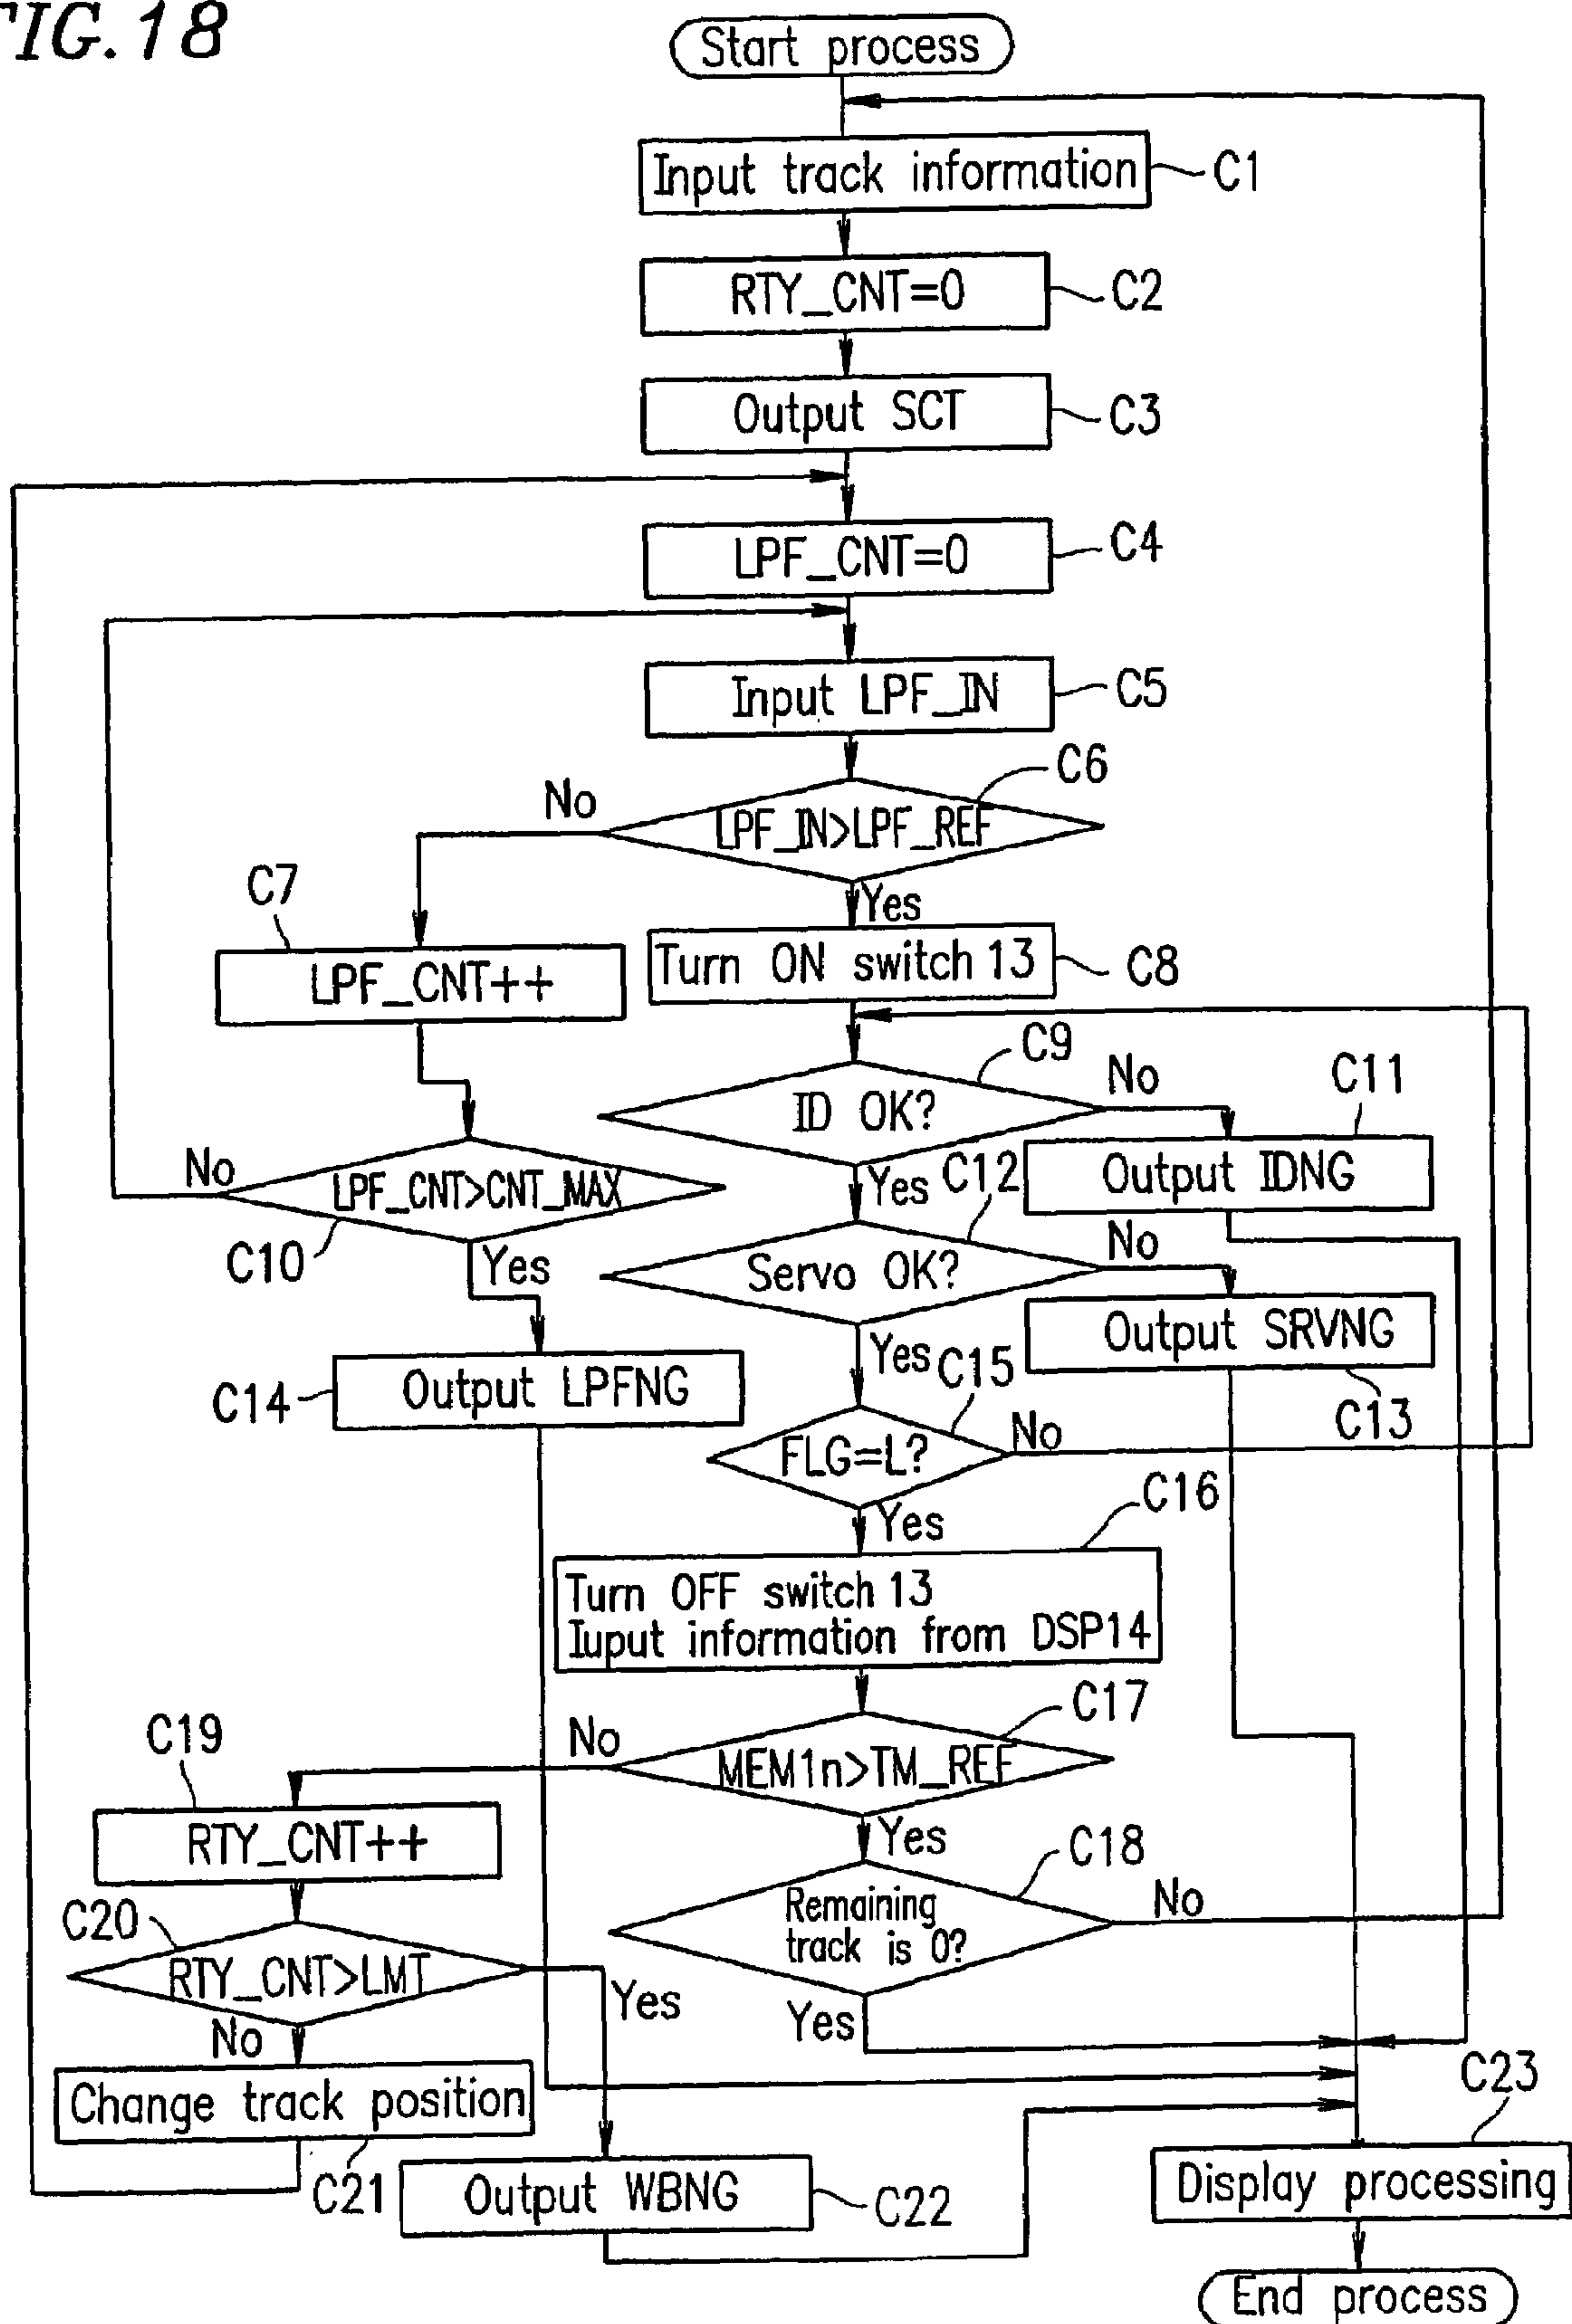 FIG.18
Start process
Input track information
C1
RTY_CNT=0
C2
Output SCT
C3
LPF_CNT=0
C4
Input LPF_IN
C5
C6
No
LPF_IN>LPF_REF
Yes
C7
LPF_CNT++
Turn ON switch 13
C8
C9
ID OK?
No
C11
Output IDNG
No
LPF_CNT>CNT_MAX
C10
Yes
Yes
C12
Servo OK?
No
Output SRVNG
C13
C14
Output LPFNG
Yes
C15
FLG=L?
No
Yes
C16
Turn OFF switch 13
Iuput information from DSP14
C17
No
MEM1n>TM_REF
Yes
C19
RTY_CNT++
C18
Remaining
track is 0?
No
Yes
C20
RTY_CNT>LMT
Yes
No
Change track position
C21
Output WBNG
C22
C23
Display processing
End process